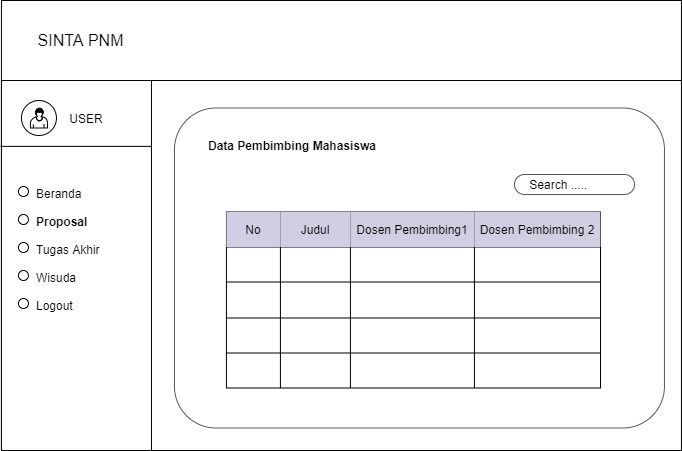 SINTA PNM
USER
Beranda
Proposal
Tugas Akhir
Wisuda
Logout
Data Pembimbing Mahasiswa
Search .....
No Judul Dosen Pembimbing1 Dosen Pembimbing 2